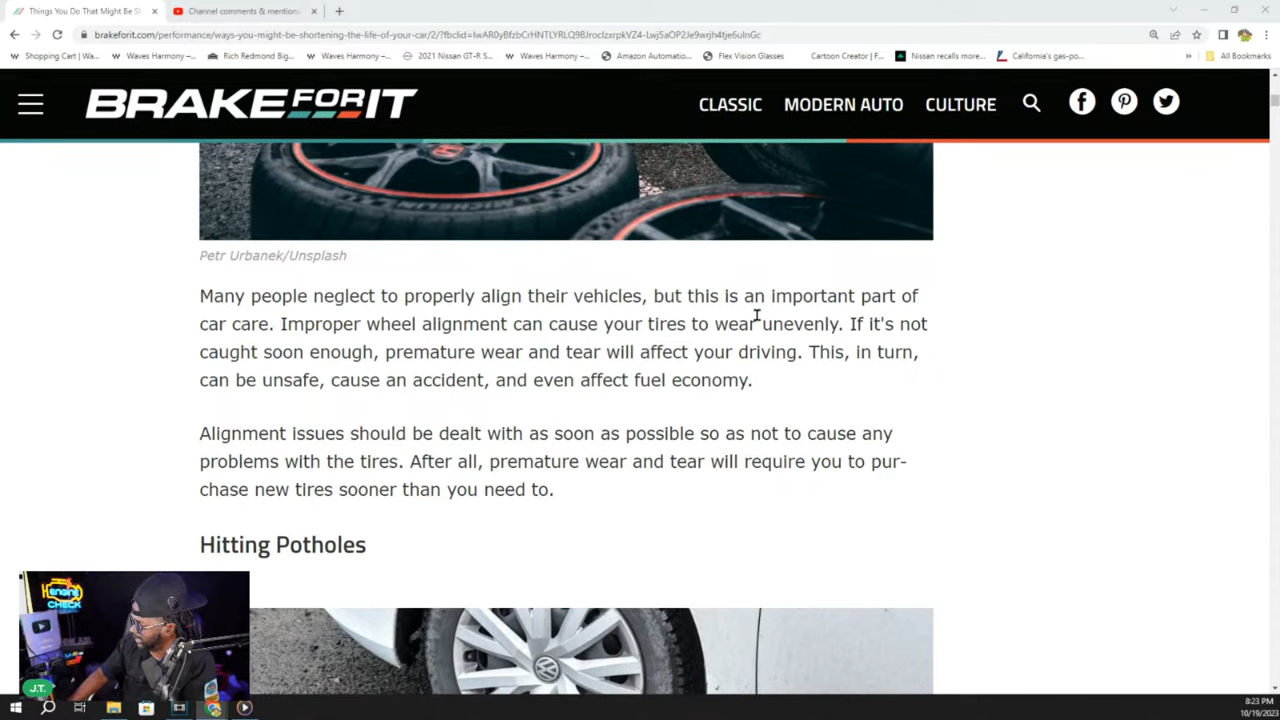 Things You Do That Might Be S
Channel comments & mention
brakeforit.com/performance/ways-you-might-be-shortening-the-life-of-your-car/2/?fbclid=IwAR0yBfzbCrHNTLYRLQ9BJroclzxrpkVZ4-Lwj5aOP2Je9wrjh4tje6uInGc
Shopping Cart | Wa...
Waves Harmony –...
Rich Redmond Big...
Waves Harmony –...
2021 Nissan GT-R S...
Waves Harmony –...
Amazon Automatio...
Flex Vision Glasses
Cartoon Creator | F...
Nissan recalls more...
California's gas-po...
All Bookmarks
BRAKE FOR IT
CLASSIC MODERN AUTO CULTURE
Petr Urbanek/Unsplash
Many people neglect to properly align their vehicles, but this is an important part of
car care. Improper wheel alignment can cause your tires to wear unevenly. If it's not
caught soon enough, premature wear and tear will affect your driving. This, in turn,
can be unsafe, cause an accident, and even affect fuel economy.
Alignment issues should be dealt with as soon as possible so as not to cause any
problems with the tires. After all, premature wear and tear will require you to pur-
chase new tires sooner than you need to.
Hitting Potholes
ENGINE
CHECK
J.T.
8:23 PM
10/19/2023